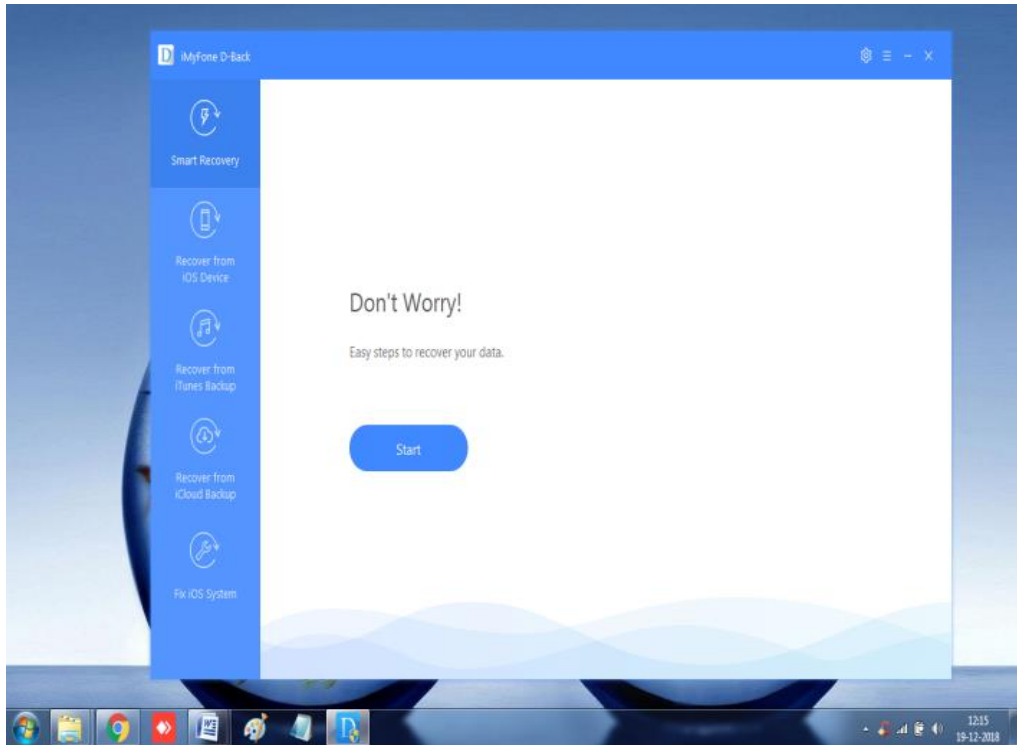 iMyFone D-Back
Smart Recovery
Recover from
iOS Device
Recover from
iTunes Backup
Recover from
iCloud Backup
Fix iOS System
Don't Worry!
Easy steps to recover your data.
Start
12:15
19-12-2018